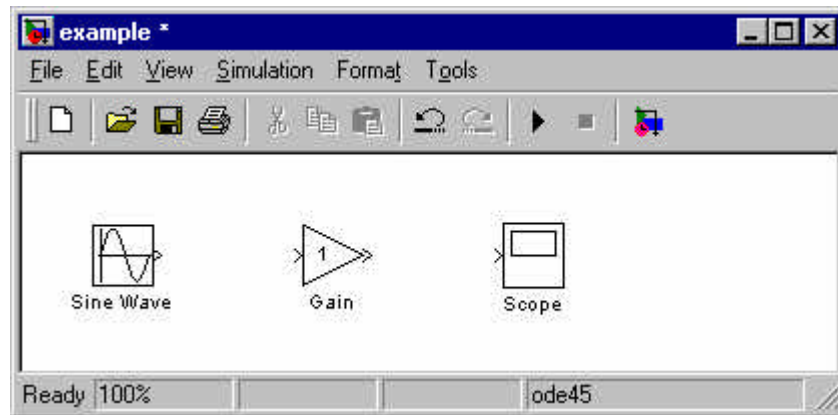 example *
File Edit View Simulation Format Tools
1
Sine Wave Gain Scope
Ready 100% ode45